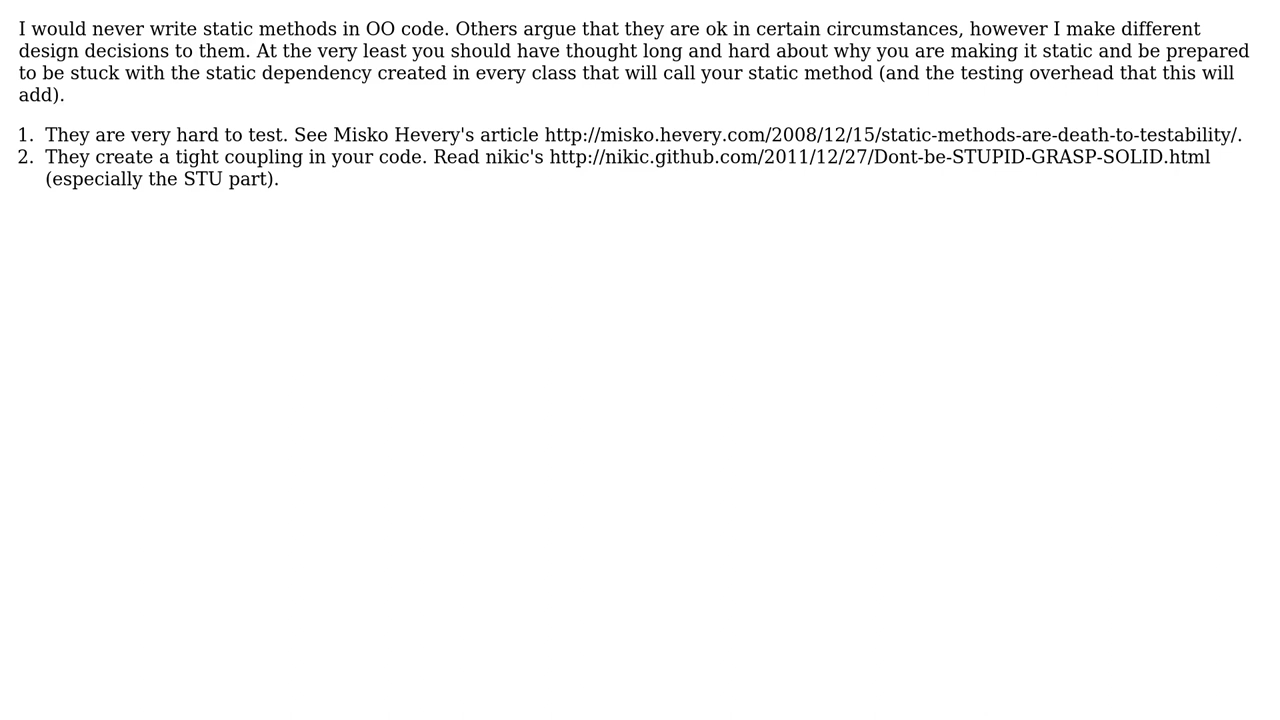 I would never write static methods in OO code. Others argue that they are ok in certain circumstances, however I make different
design decisions to them. At the very least you should have thought long and hard about why you are making it static and be prepared
to be stuck with the static dependency created in every class that will call your static method (and the testing overhead that this will
add).
1. They are very hard to test. See Misko Hevery's article http://misko.hevery.com/2008/12/15/static-methods-are-death-to-testability/.
2. They create a tight coupling in your code. Read nikic's http://nikic.github.com/2011/12/27/Dont-be-STUPID-GRASP-SOLID.html
(especially the STU part).